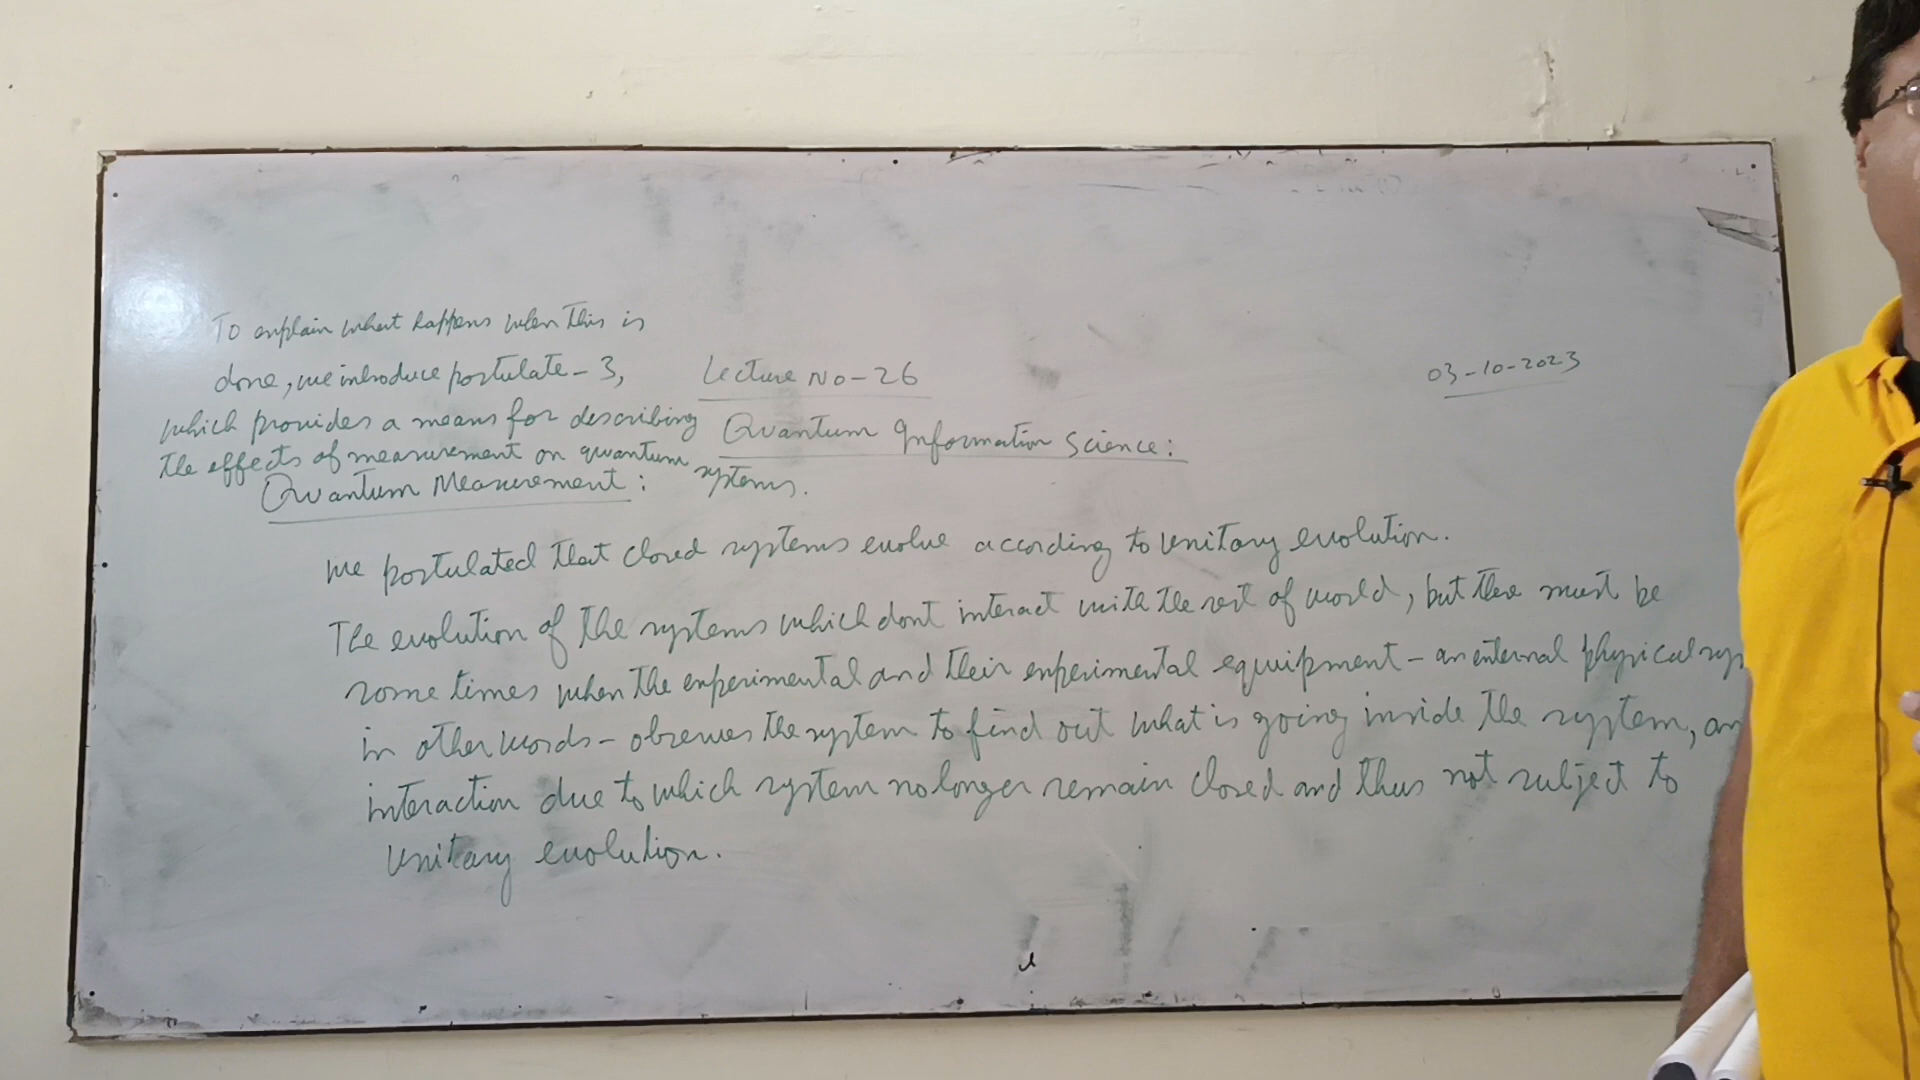 To explain what happens when this is
done, we introduce postulate-3,
which provides a means for describing
the effects of measurement on quantum systems.
Lecture No-26
03-10-2023
Quantum Information Science:
Quantum Measurement:
We postulated that closed systems evolve according to unitary evolution.
The evolution of the systems which dont interact with the rest of world, but there must be
some times when the experimental and their experimental equipment - an external physical sys
in other words - observes the system to find out what is going inside the system, an
interaction due to which system no longer remain closed and thus not subject to
unitary evolution.